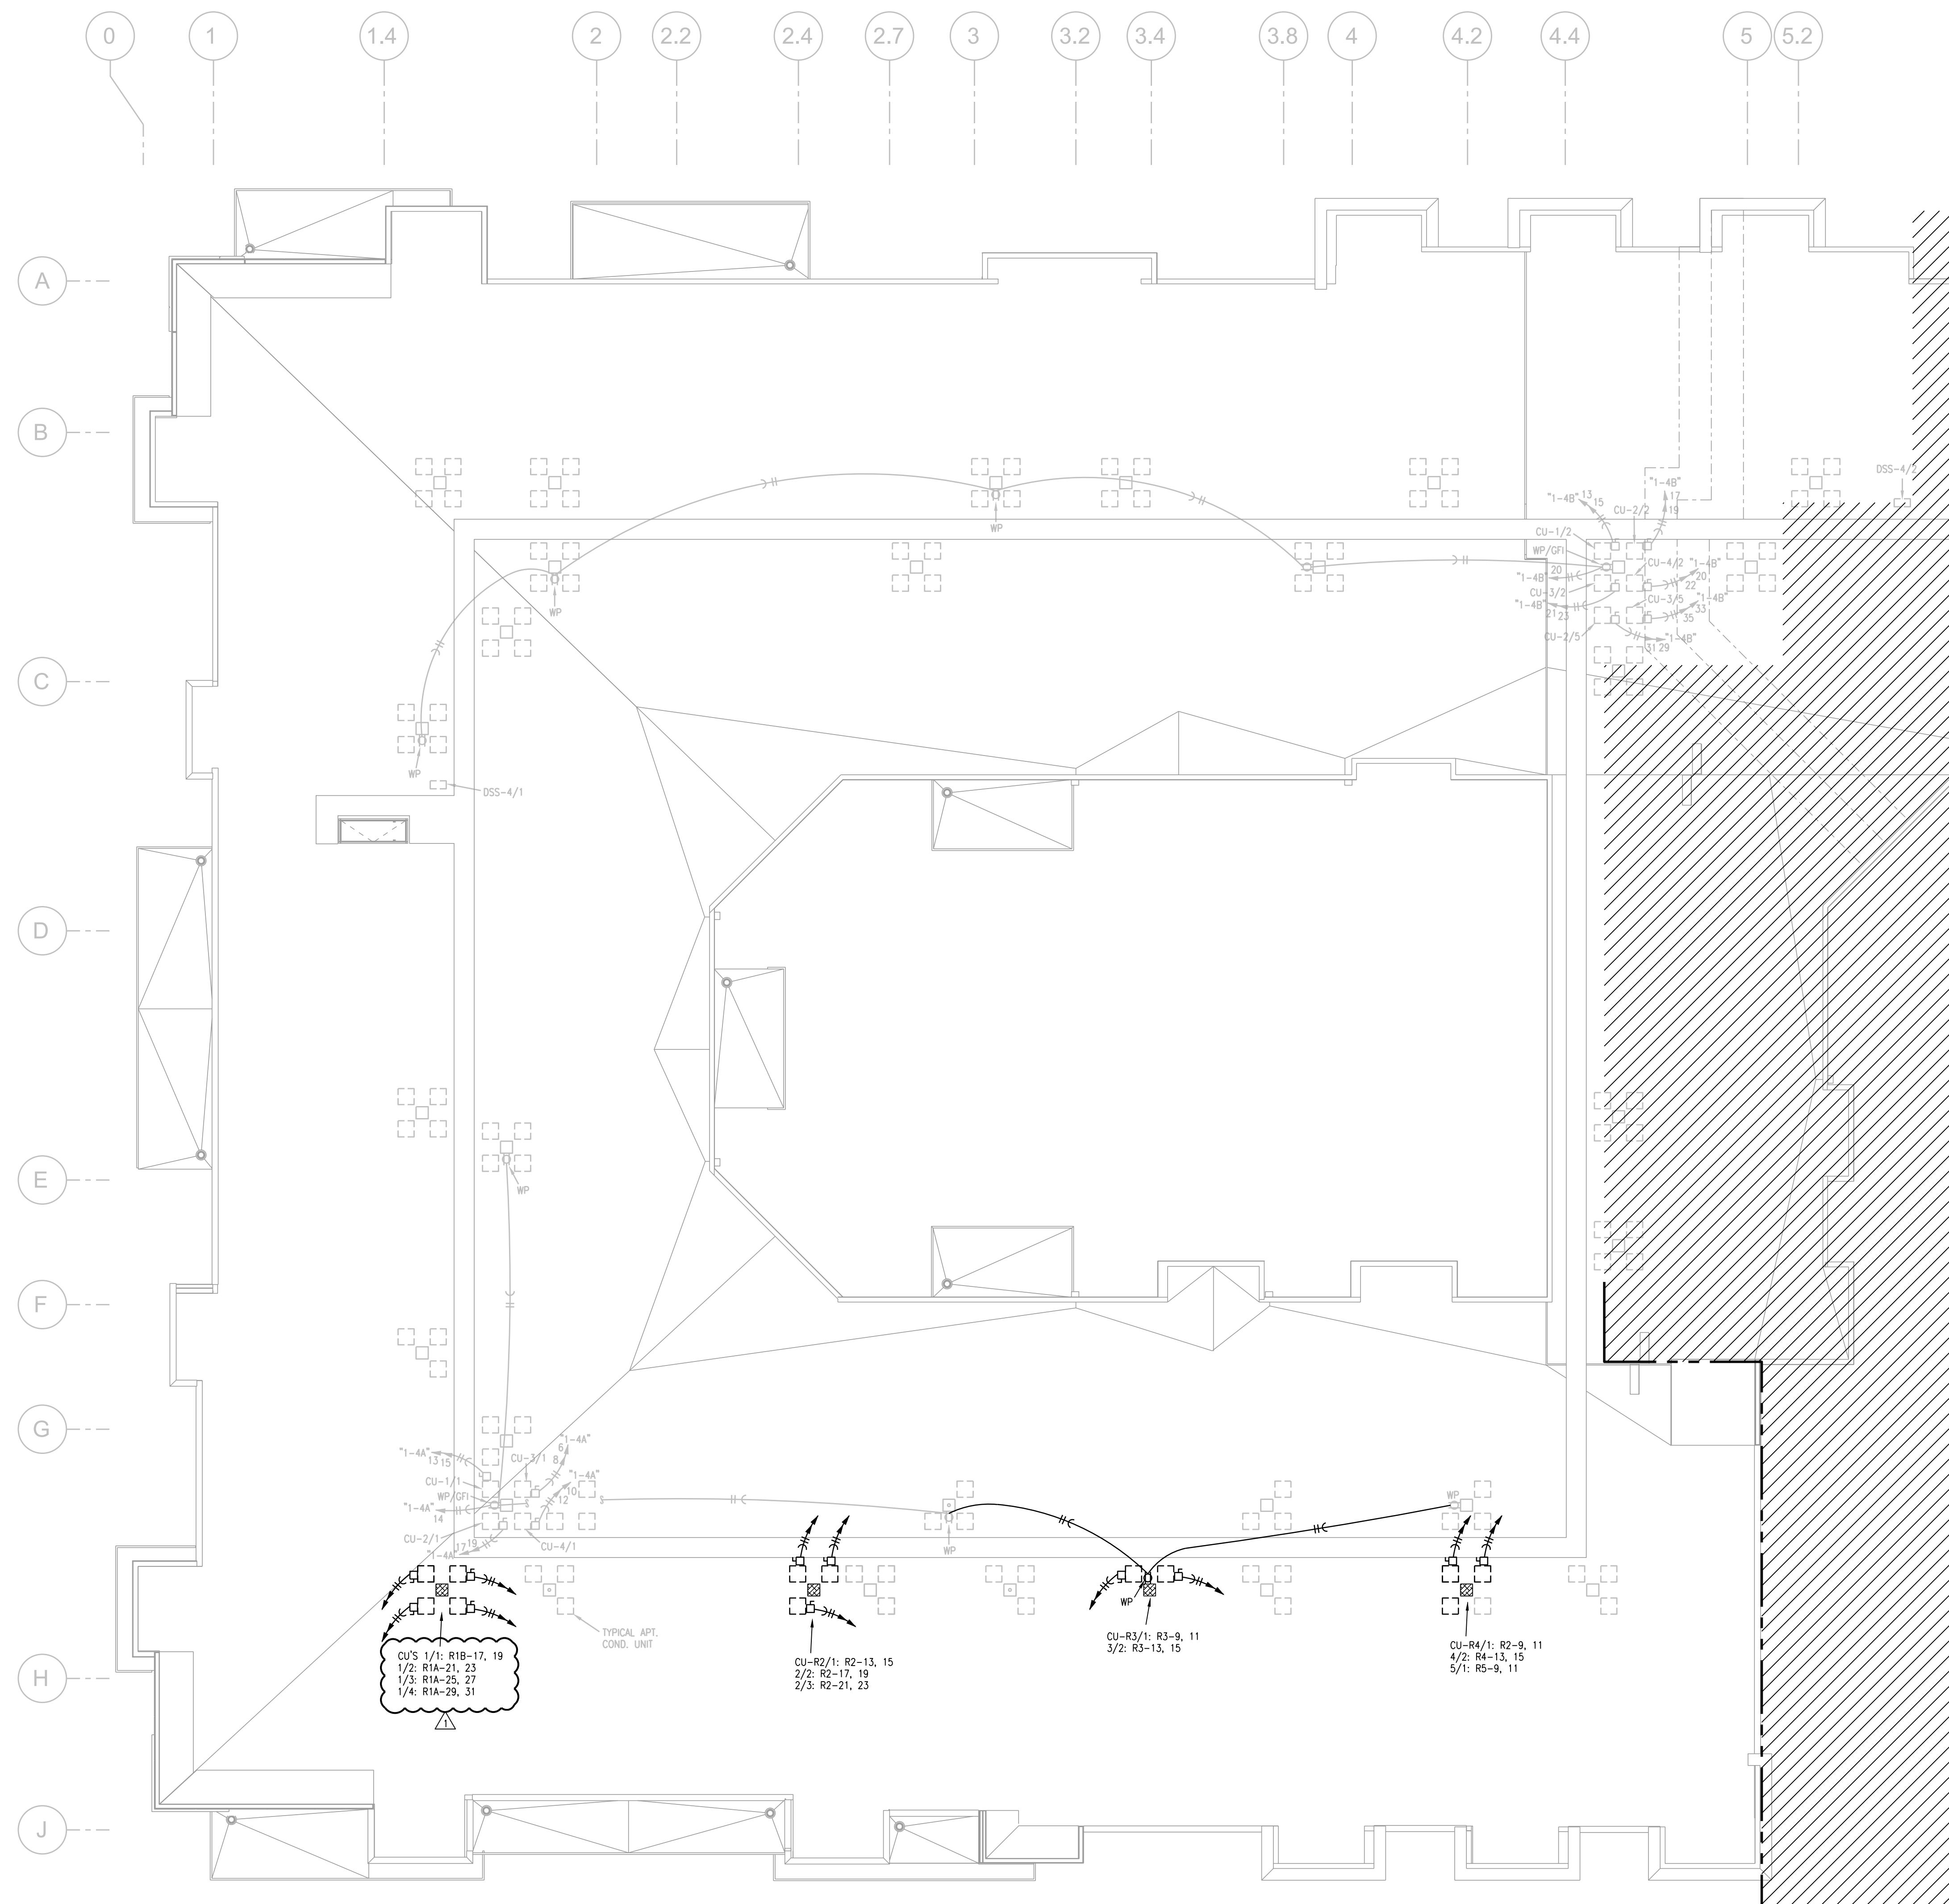 0
1
1.4
2
2.2
2.4
2.7
3
3.2
3.4
3.8
4
4.2
4.4
5
5.2
A
B
C
D
E
F
G
H
J
DSS-4/2
"1-4B"
13
15
"1-4B"
17
19
CU-2/2
CU-1/2
WP/GFI
CU-4/2
"1-4B"
20
22
20
"1-4B"
CU-3/2
CU-3/5
"1-4B"
21
23
"1-4B"
33
35
CU-2/5
"1-4B"
31
29
WP
WP
WP
DSS-4/1
WP
"1-4A"
13
15
CU-3/1
"1-4A"
6
8
"1-4A"
10
12
CU-1/1
WP/GFI
"1-4A"
14
CU-2/1
17
19
"1-4A"
CU-4/1
S
S
WP
WP
TYPICAL APT.
COND. UNIT
WP
CU'S 1/1: R1B-17, 19
1/2: R1A-21, 23
1/3: R1A-25, 27
1/4: R1A-29, 31
1
CU-R2/1: R2-13, 15
2/2: R2-17, 19
2/3: R2-21, 23
CU-R3/1: R3-9, 11
3/2: R3-13, 15
CU-R4/1: R2-9, 11
4/2: R4-13, 15
5/1: R5-9, 11